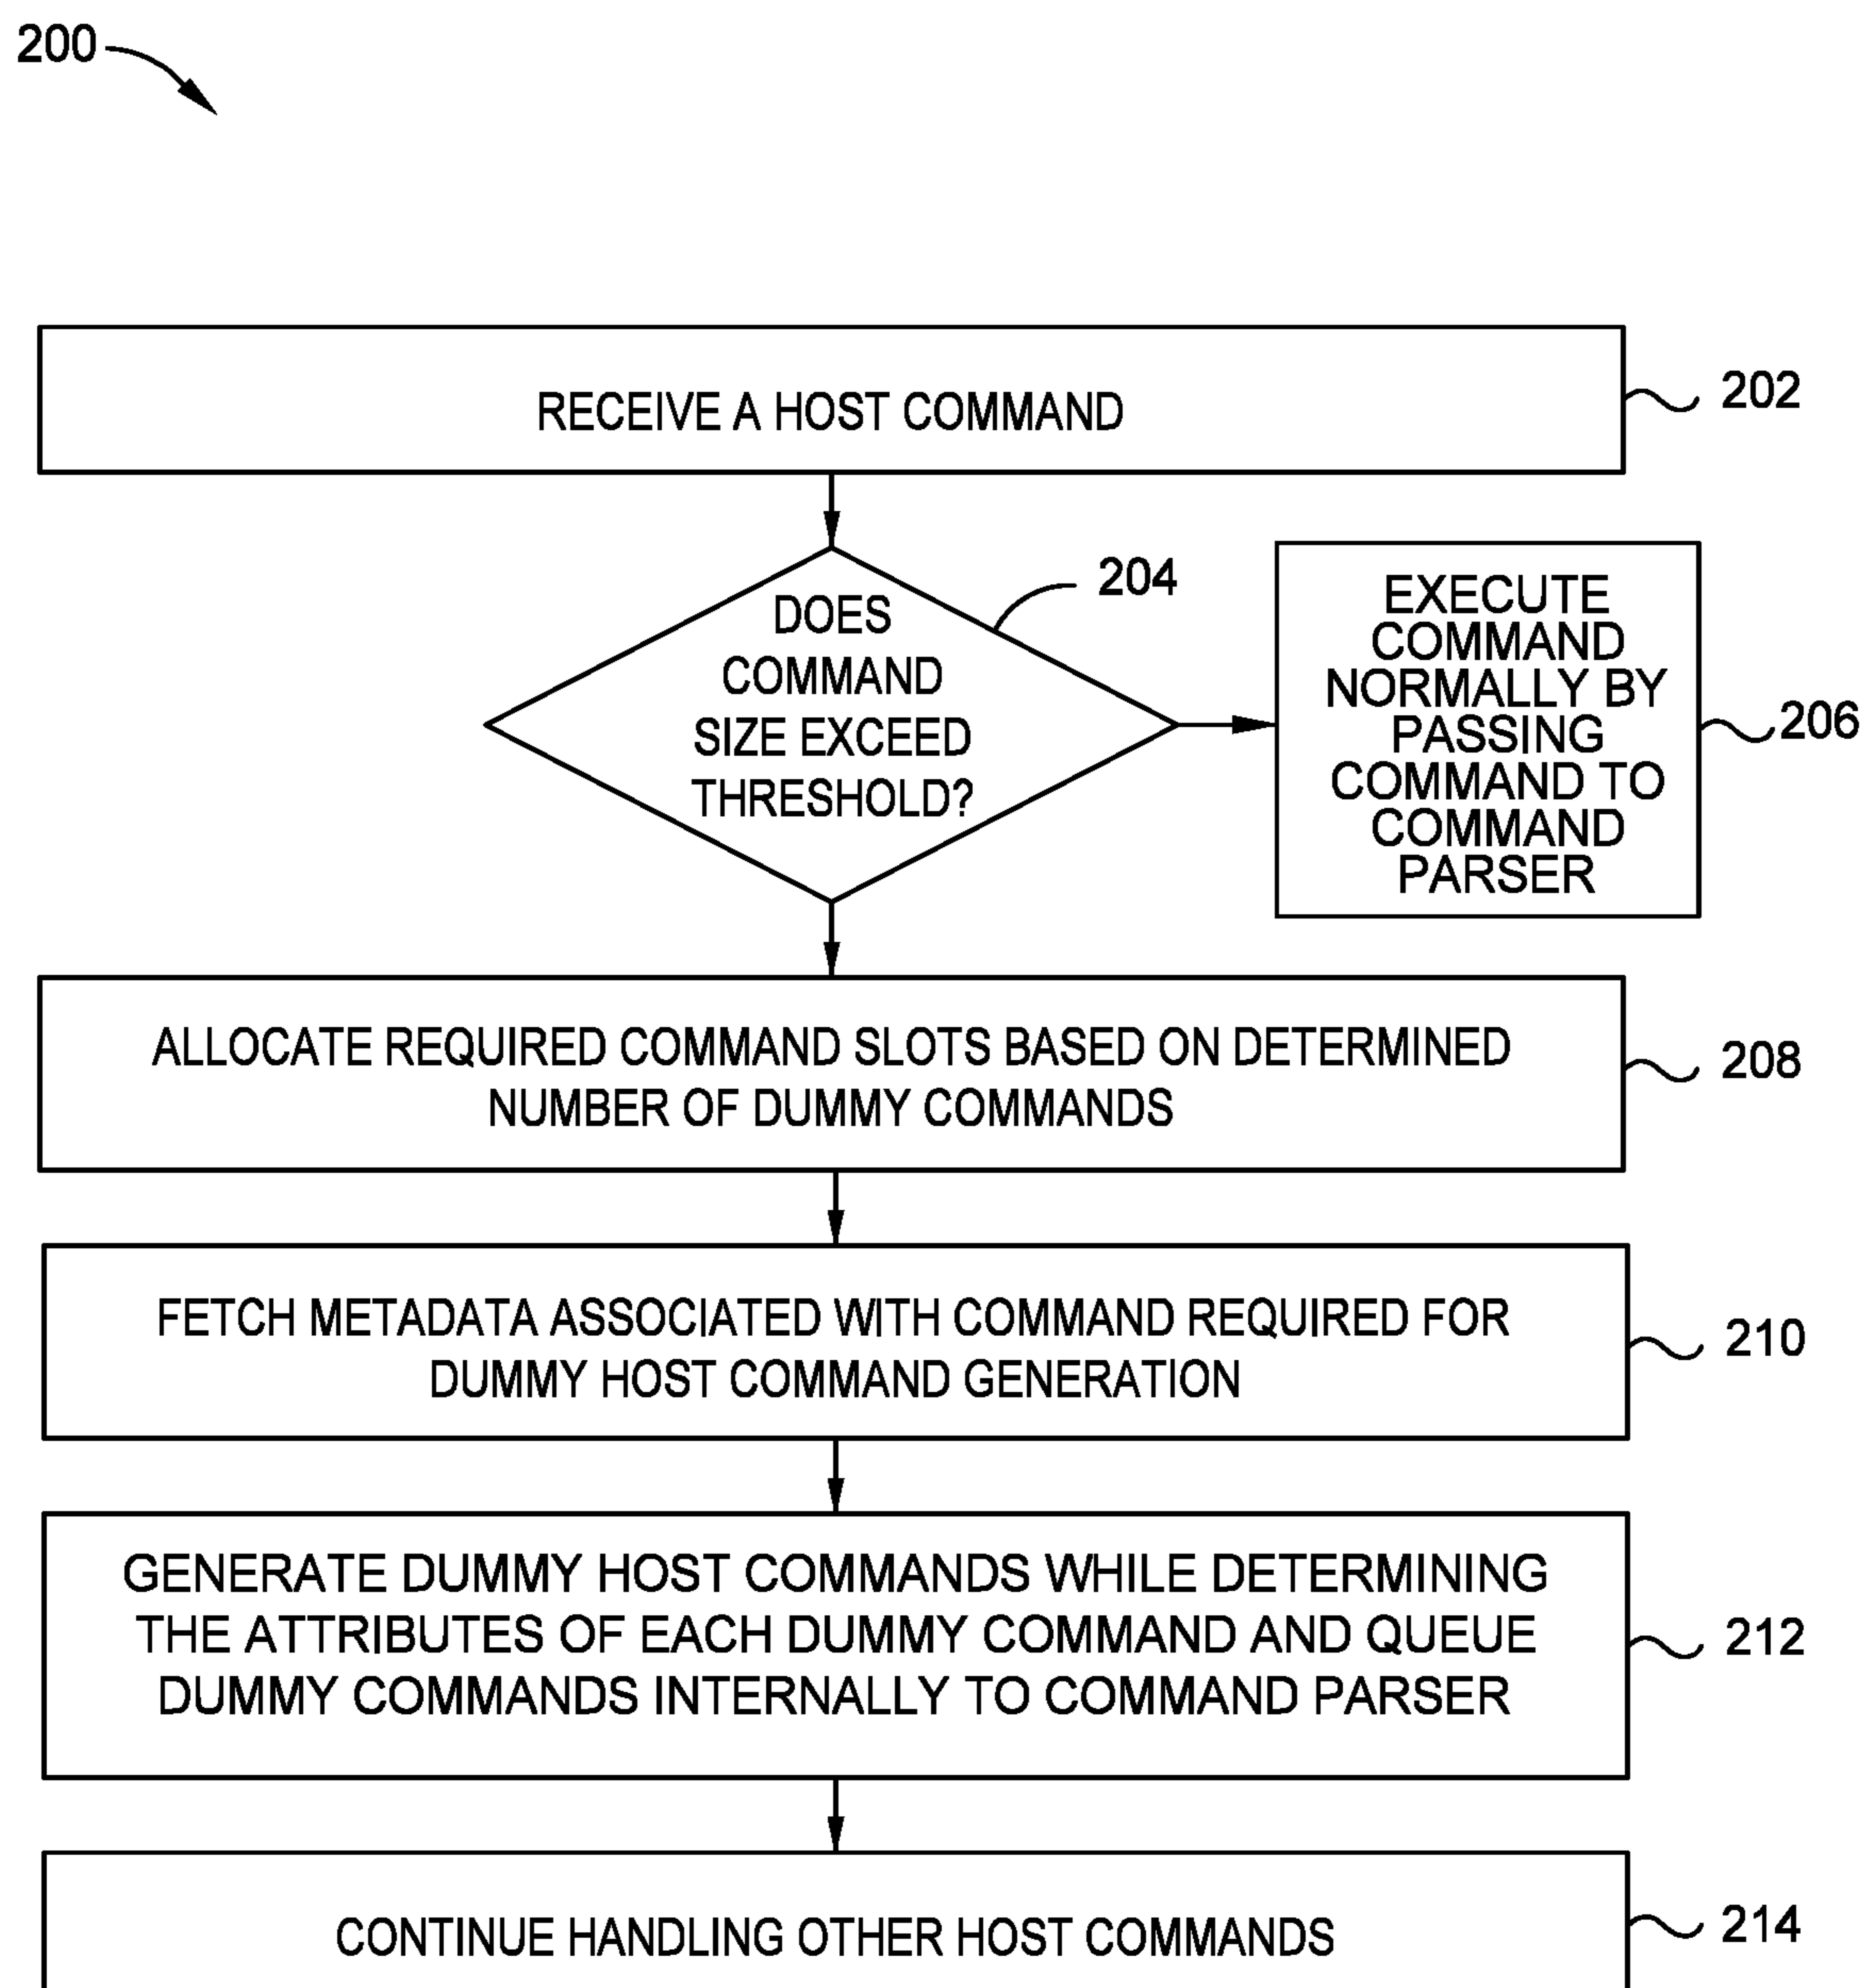 200
RECEIVE A HOST COMMAND
202
DOES
COMMAND
SIZE EXCEED
THRESHOLD?
204
EXECUTE
COMMAND
NORMALLY BY
PASSING
COMMAND TO
COMMAND
PARSER
206
ALLOCATE REQUIRED COMMAND SLOTS BASED ON DETERMINED
NUMBER OF DUMMY COMMANDS
208
FETCH METADATA ASSOCIATED WITH COMMAND REQUIRED FOR
DUMMY HOST COMMAND GENERATION
210
GENERATE DUMMY HOST COMMANDS WHILE DETERMINING
THE ATTRIBUTES OF EACH DUMMY COMMAND AND QUEUE
DUMMY COMMANDS INTERNALLY TO COMMAND PARSER
212
CONTINUE HANDLING OTHER HOST COMMANDS
214